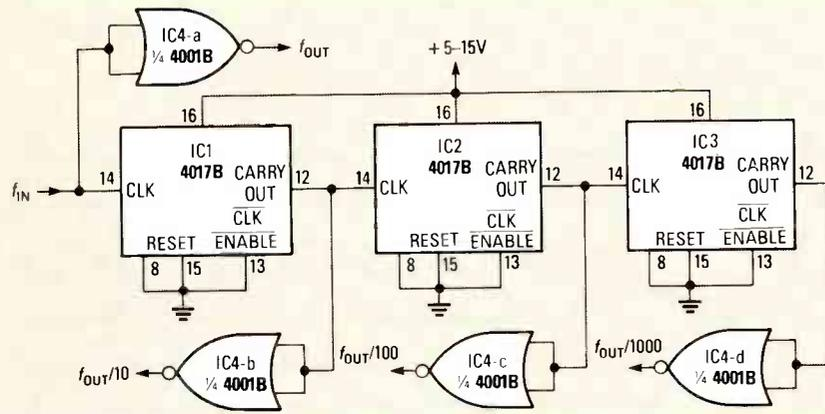 IC4-a
¼ 4001B
fOUT
+5–15V
16
IC1
4017B
14
CLK
CARRY
OUT
12
CLK
ENABLE
RESET
8
15
13
fIN
16
IC2
4017B
14
CLK
CARRY
OUT
12
CLK
ENABLE
RESET
8
15
13
16
IC3
4017B
14
CLK
CARRY
OUT
12
CLK
ENABLE
RESET
8
15
13
fOUT/10
IC4-b
¼ 4001B
fOUT/100
IC4-c
¼ 4001B
fOUT/1000
IC4-d
¼ 4001B